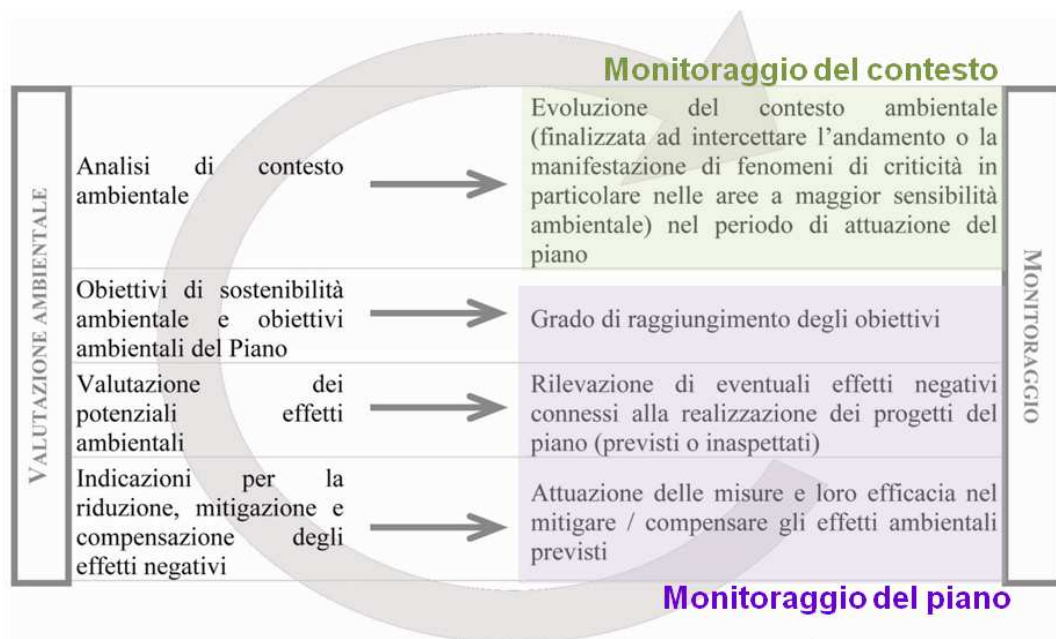 Monitoraggio del contesto
VALUTAZIONE AMBIENTALE
Analisi di contesto
ambientale
Evoluzione del contesto ambientale
(finalizzata ad intercettare l'andamento o la
manifestazione di fenomeni di criticità in
particolare nelle aree a maggior sensibilità
ambientale) nel periodo di attuazione del
piano
Obiettivi di sostenibilità
ambientale e obiettivi
ambientali del Piano
Grado di raggiungimento degli obiettivi
Valutazione dei
potenziali effetti
ambientali
Rilevazione di eventuali effetti negativi
connessi alla realizzazione dei progetti del
piano (previsti o inaspettati)
Indicazioni per la
riduzione, mitigazione e
compensazione degli
effetti negativi
Attuazione delle misure e loro efficacia nel
mitigare / compensare gli effetti ambientali
previsti
MONITORAGGIO
Monitoraggio del piano